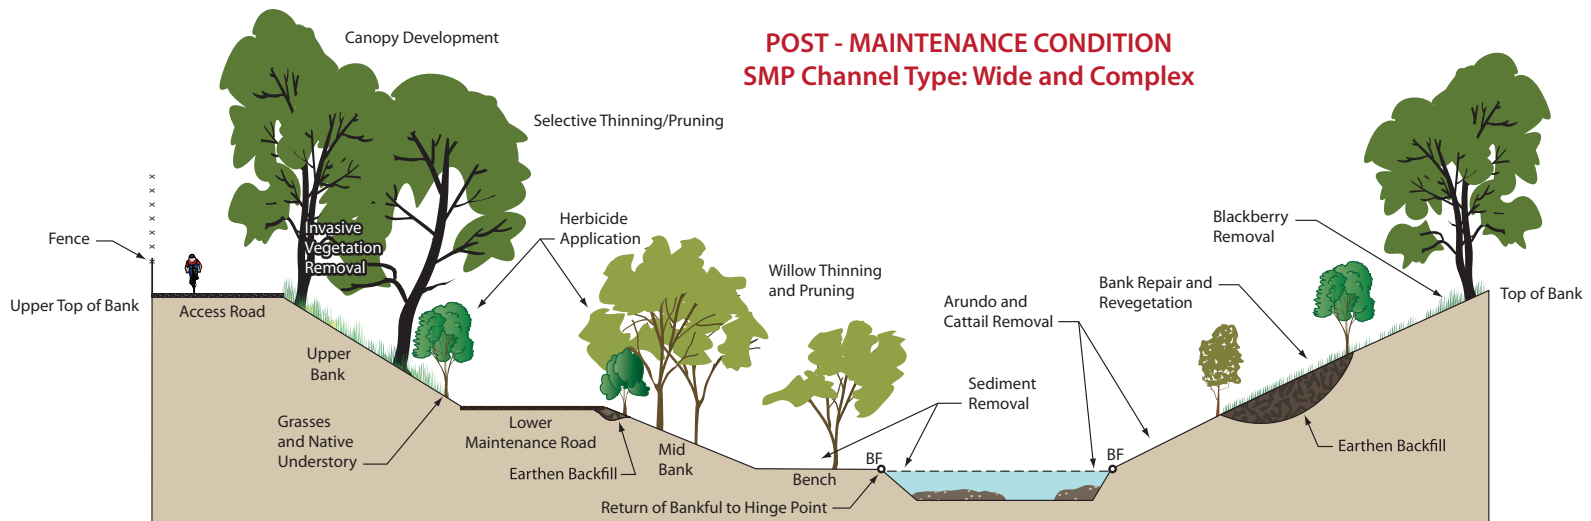 POST - MAINTENANCE CONDITION
SMP Channel Type: Wide and Complex
Canopy Development
Selective Thinning/Pruning
Invasive
Vegetation
Removal
Herbicide
Application
Fence
Upper Top of Bank
Access Road
Upper
Bank
Grasses
and Native
Understory
Lower
Maintenance Road
Earthen Backfill
Mid
Bank
Willow Thinning
and Pruning
Bench
BF
Return of Bankful to Hinge Point
Sediment
Removal
Arundo and
Cattail Removal
BF
Bank Repair and
Revegetation
Blackberry
Removal
Top of Bank
Earthen Backfill